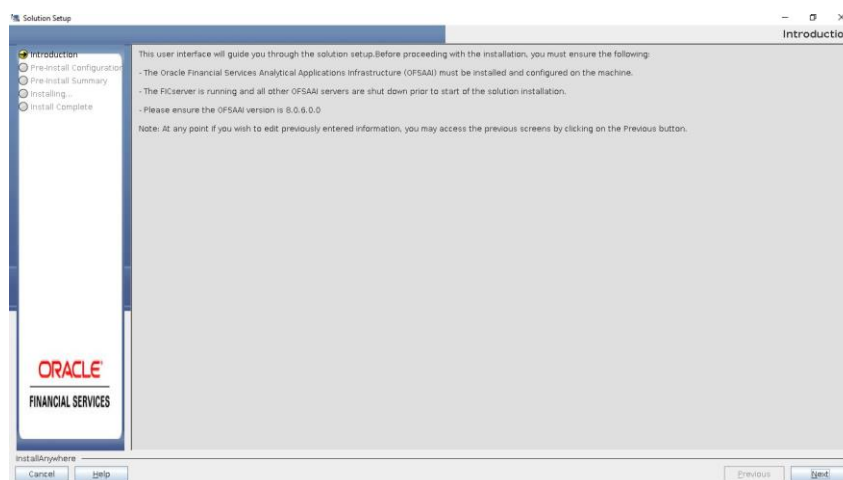 Solution Setup
Introductio
Introduction
Pre-Install Configuration
Pre-Install Summary
Installing...
Install Complete
This user interface will guide you through the solution setup.Before proceeding with the installation, you must ensure the following:
- The Oracle Financial Services Analytical Applications Infrastructure (OFSAAI) must be installed and configured on the machine.
- The FICserver is running and all other OFSAAI servers are shut down prior to start of the solution installation.
- Please ensure the OFSAAI version is 8.0.6.0.0
Note: At any point if you wish to edit previously entered information, you may access the previous screens by clicking on the Previous button.
ORACLE
FINANCIAL SERVICES
InstallAnywhere
Cancel Help Previous Next